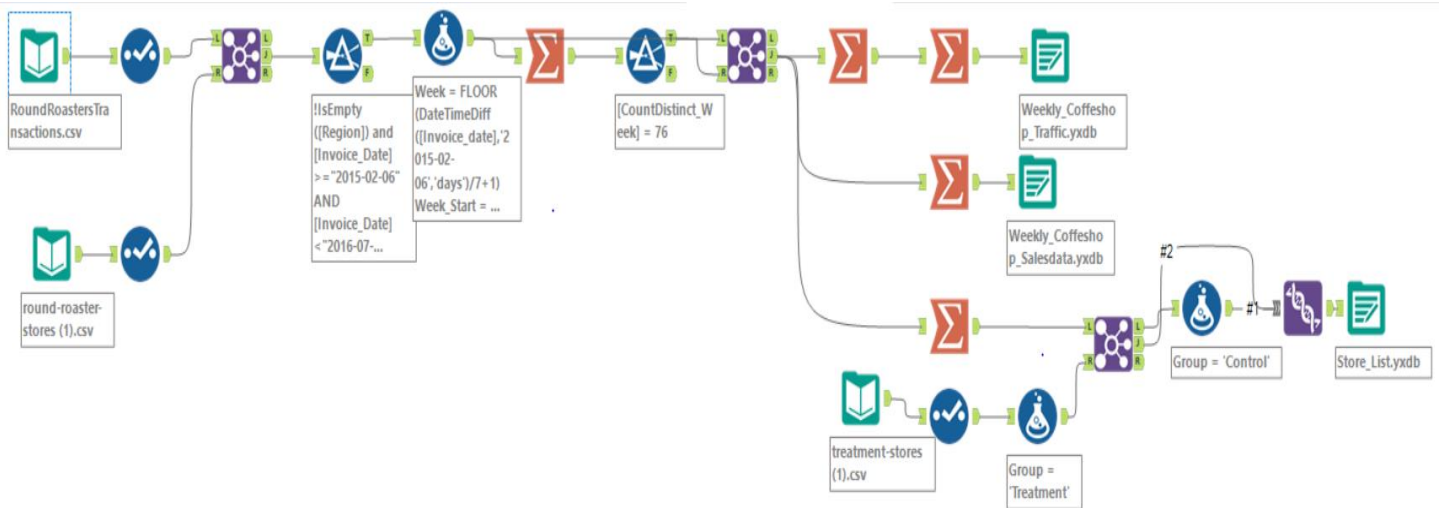 RoundRoastersTra
nsactions.csv
!IsEmpty
([Region]) and
[Invoice_Date]
>="2015-02-06"
AND
[Invoice_Date]
<"2016-07-...
Week = FLOOR
(DateTimeDiff
([Invoice_date],'2
015-02-
06','days')/7+1)
Week_Start = ...
[CountDistinct_W
eek] = 76
Weekly_Coffesho
p_Traffic.yxdb
Weekly_Coffesho
p_Salesdata.yxdb
round-roaster-
stores (1).csv
#2
#1
Group = 'Control'
Store_List.yxdb
treatment-stores
(1).csv
Group =
'Treatment'
L
R
L
J
R
T
F
T
F
L
R
L
J
R
L
R
L
J
R